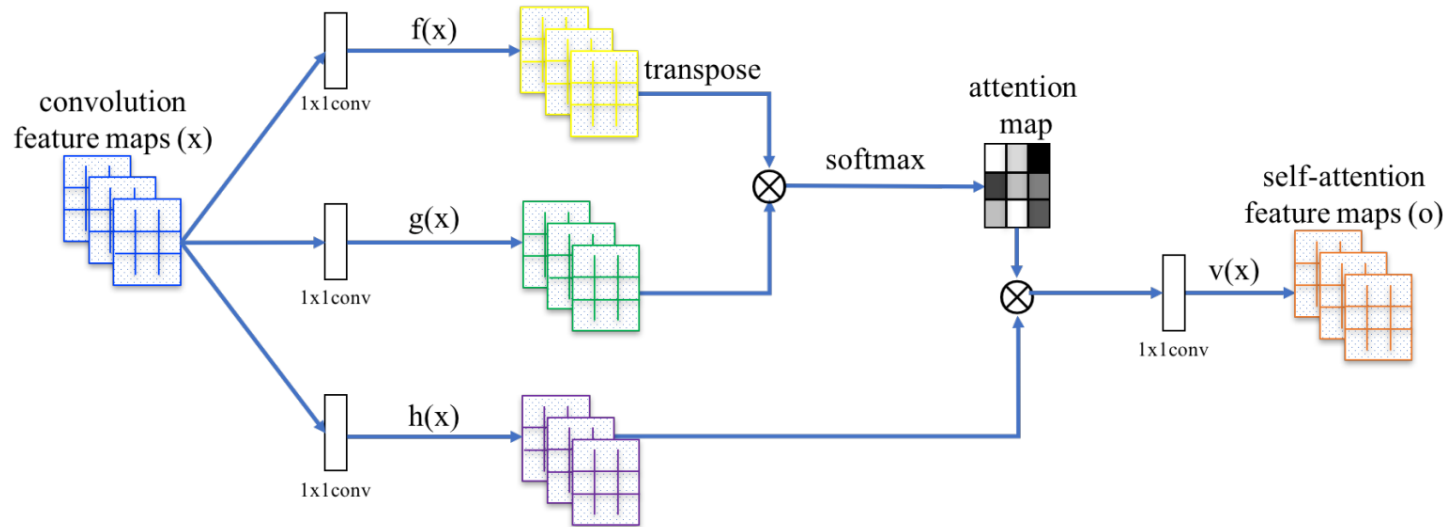 convolution
feature maps (x)
1x1conv
f(x)
transpose
1x1conv
g(x)
1x1conv
h(x)
softmax
attention
map
1x1conv
v(x)
self-attention
feature maps (o)